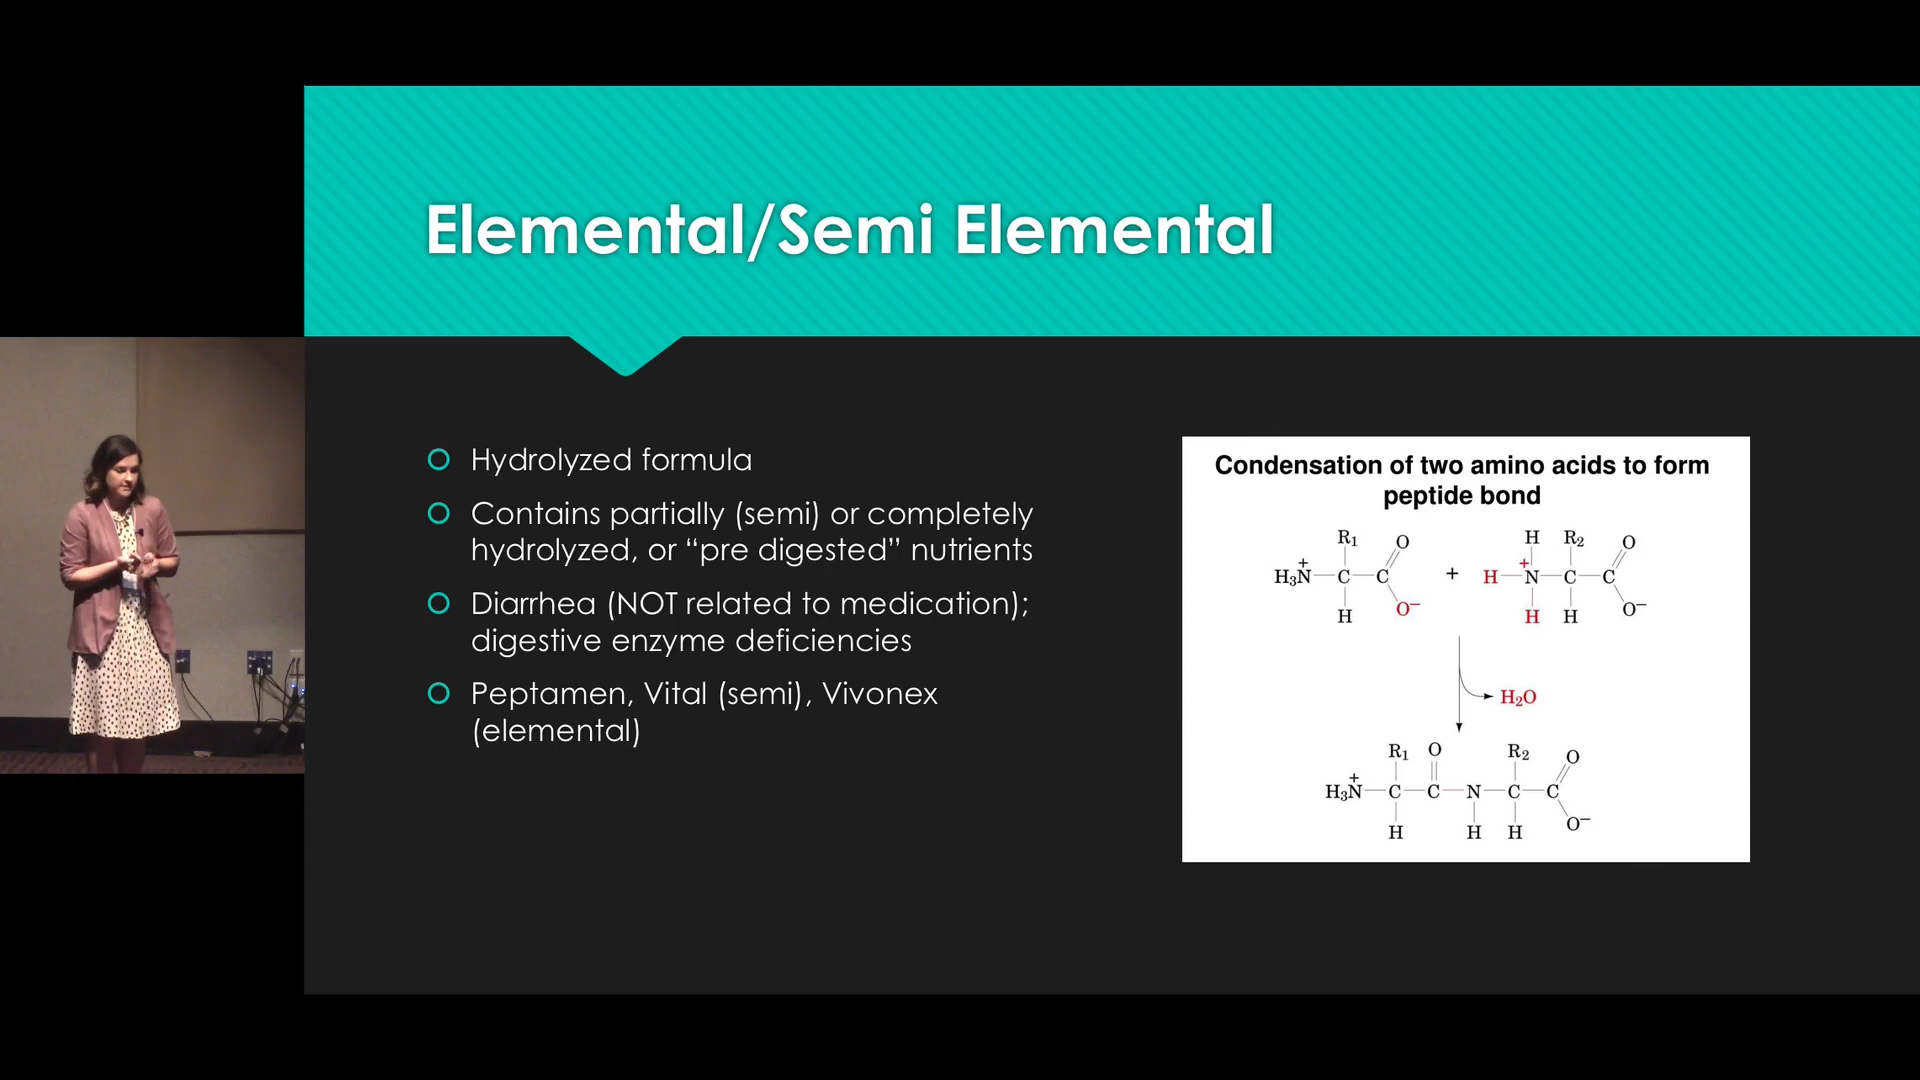 Elemental/Semi Elemental
Hydrolyzed formula
Contains partially (semi) or completely
hydrolyzed, or “pre digested” nutrients
Diarrhea (NOT related to medication);
digestive enzyme deficiencies
Peptamen, Vital (semi), Vivonex
(elemental)
Condensation of two amino acids to form
peptide bond
R₁ O H R₂ O
H₃N⁺ C C + H N⁺ C C
H O⁻ H H O⁻
H₂O
R₁ O R₂ O
H₃N⁺ C C N C C
H H H O⁻